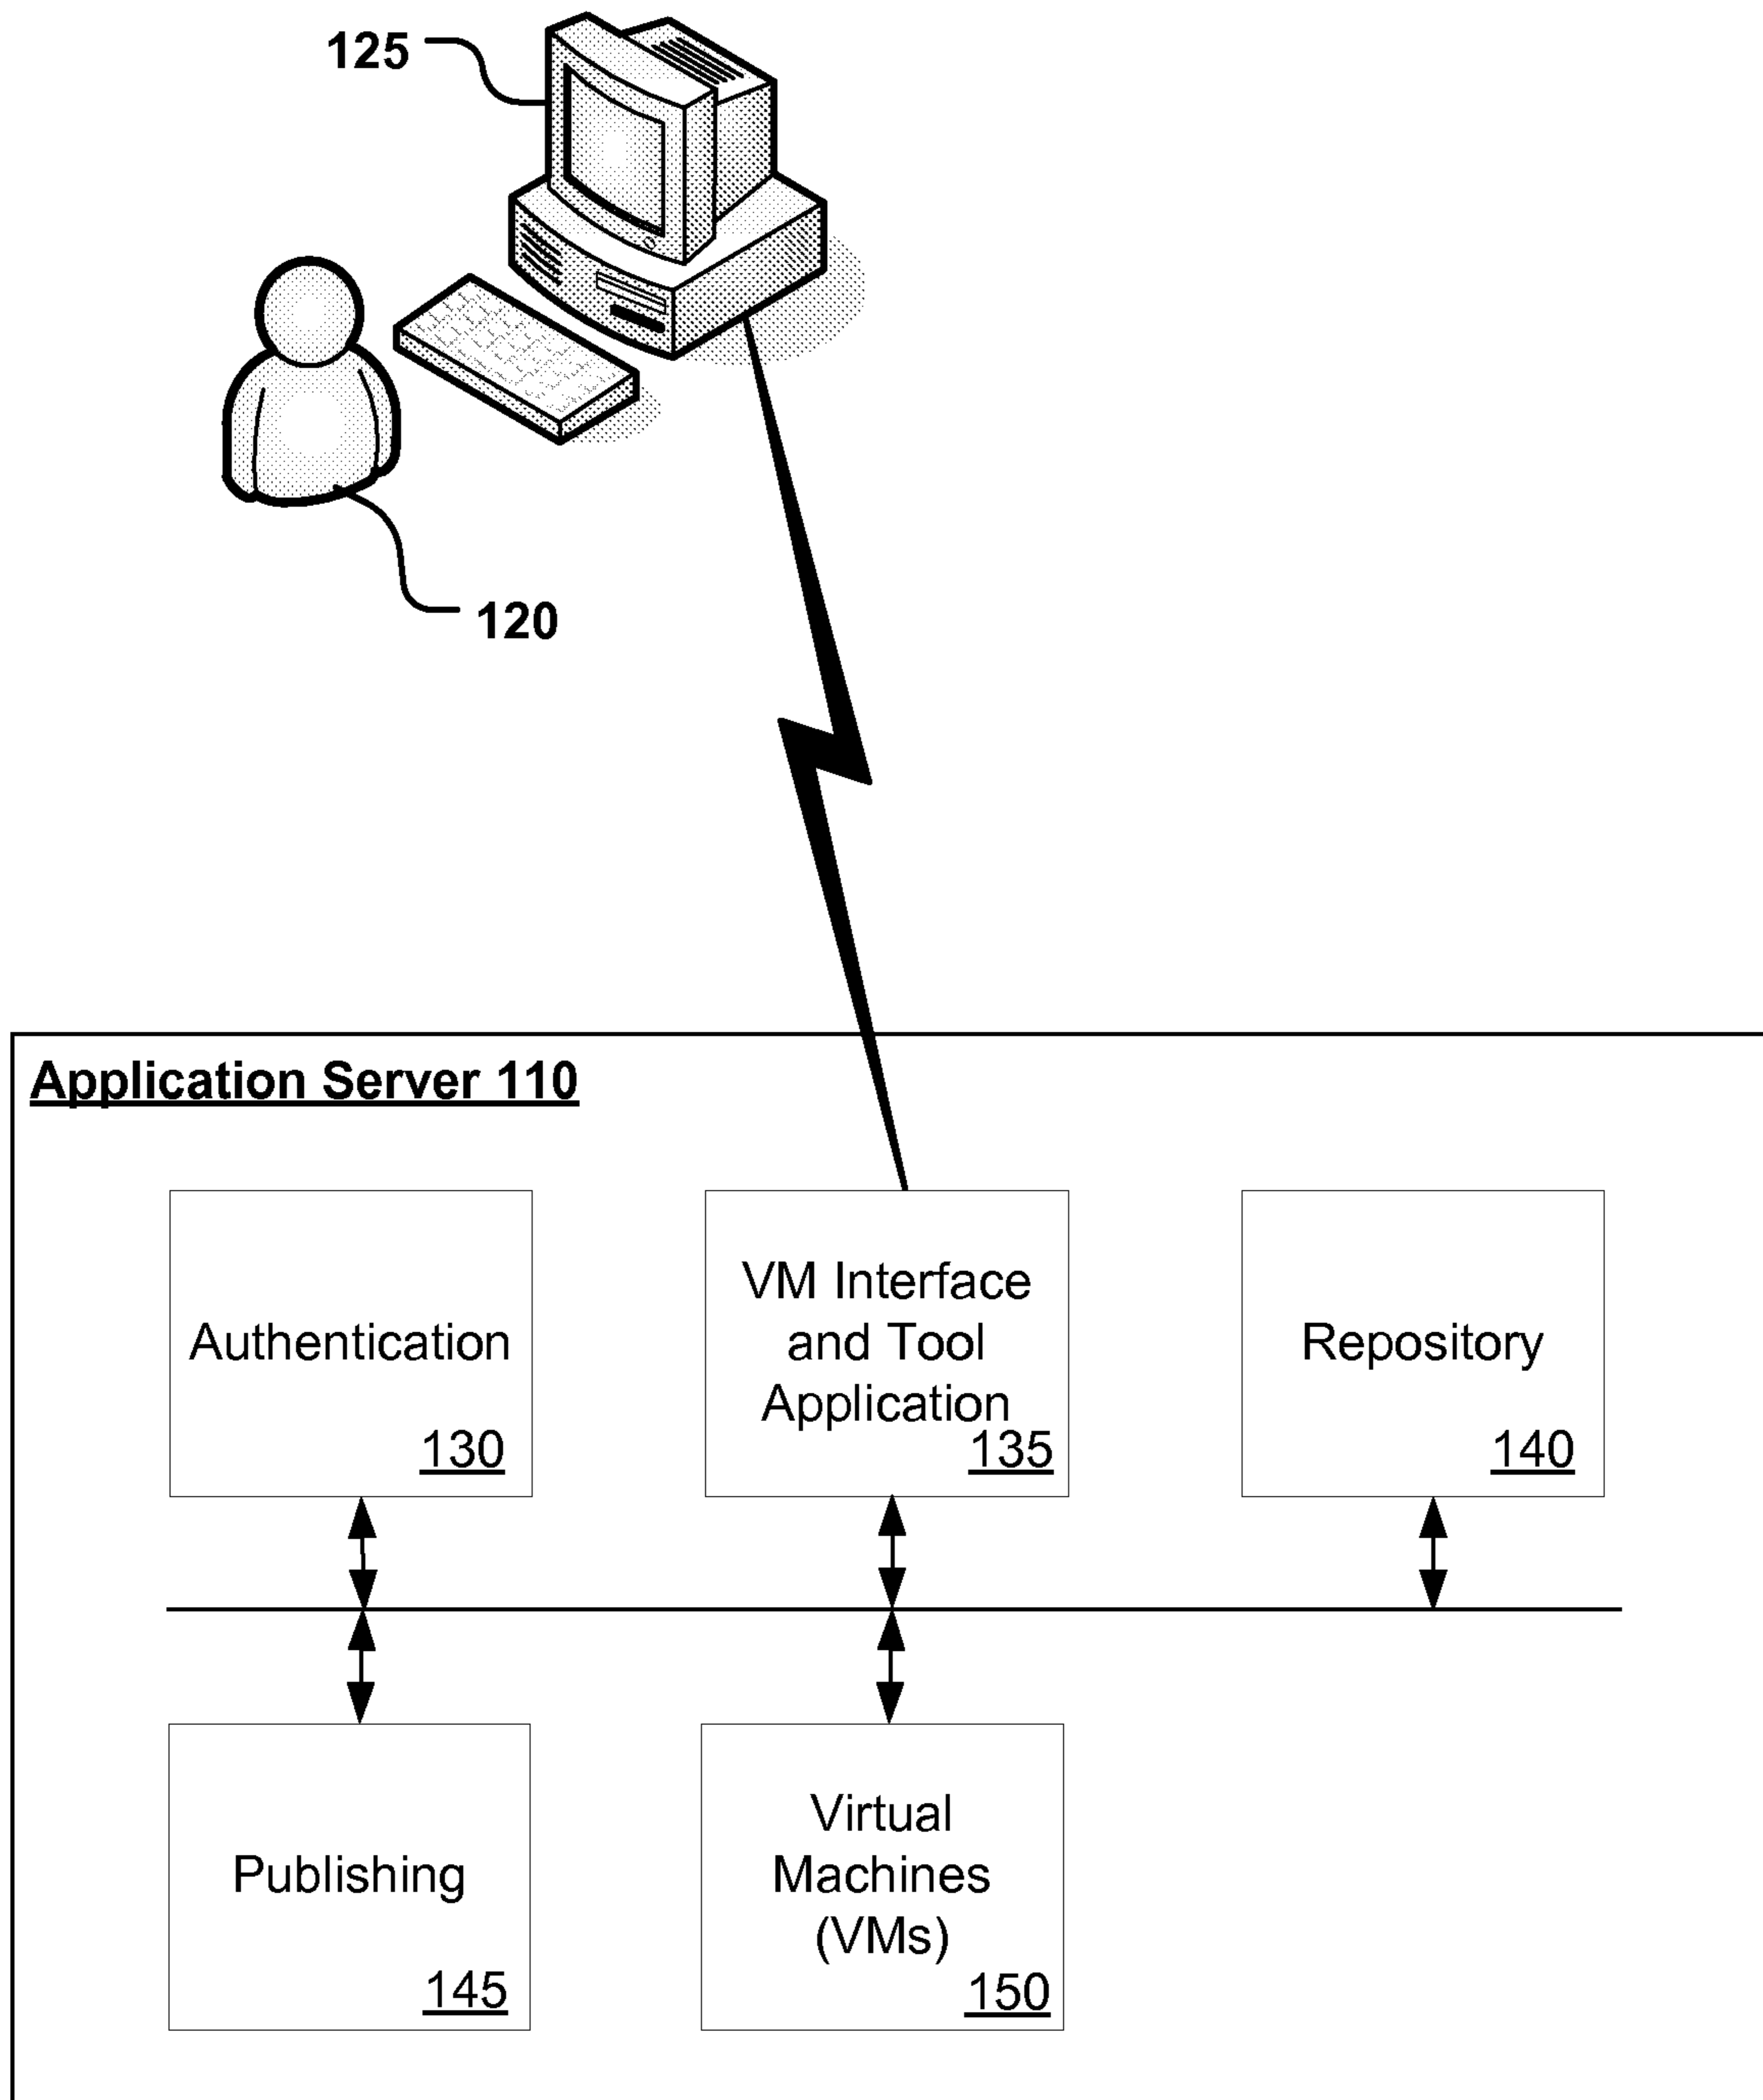 125
120
Application Server 110
Authentication
130
VM Interface
and Tool
Application
135
Repository
140
Publishing
145
Virtual
Machines
(VMs)
150